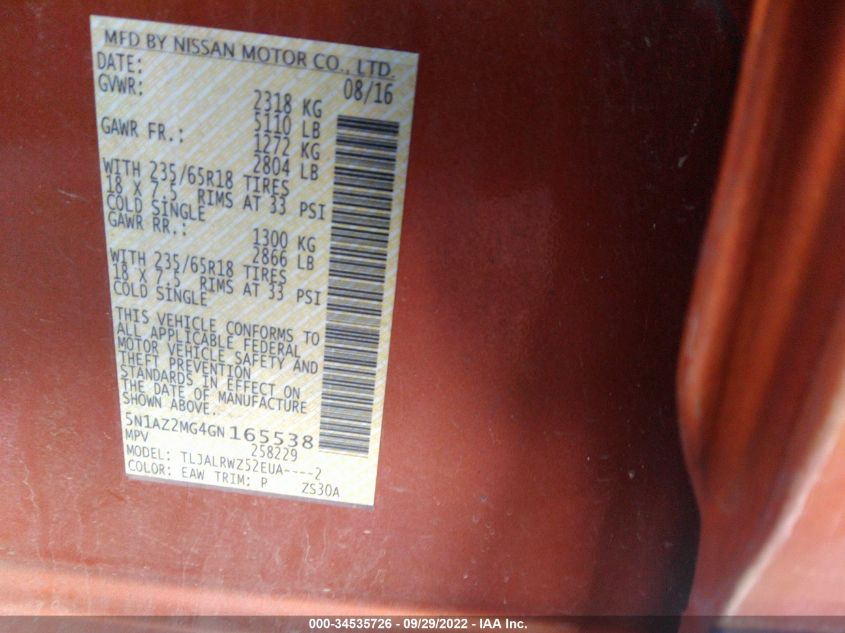 MFD BY NISSAN MOTOR CO., LTD.
DATE: 08/16
GVWR: 2318 KG
5110 LB
GAWR FR.: 1272 KG
2804 LB
WITH 235/65R18 TIRES
18 X 7.5 RIMS AT 33 PSI
COLD SINGLE
GAWR RR.: 1300 KG
2866 LB
WITH 235/65R18 TIRES
18 X 7.5 RIMS AT 33 PSI
COLD SINGLE
THIS VEHICLE CONFORMS TO
ALL APPLICABLE FEDERAL
MOTOR VEHICLE SAFETY AND
THEFT PREVENTION
STANDARDS IN EFFECT ON
THE DATE OF MANUFACTURE
SHOWN ABOVE.
5N1AZ2MG4GN165538
MPV 258229
MODEL: TLJALRWZ52EUA----2
COLOR: EAW TRIM: P ZS30A
000-34535726 - 09/29/2022 - IAA Inc.